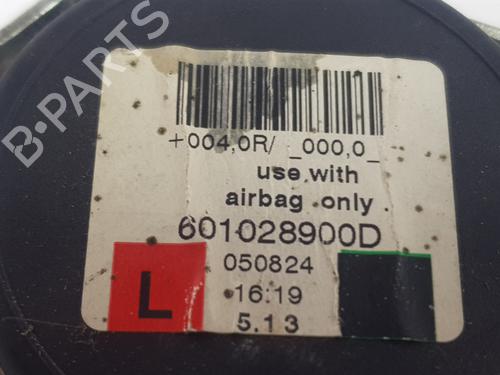 B-PARTS
+004,0R/ _000,0_
use with
airbag only
601028900D
L
050824
16:19
5.13